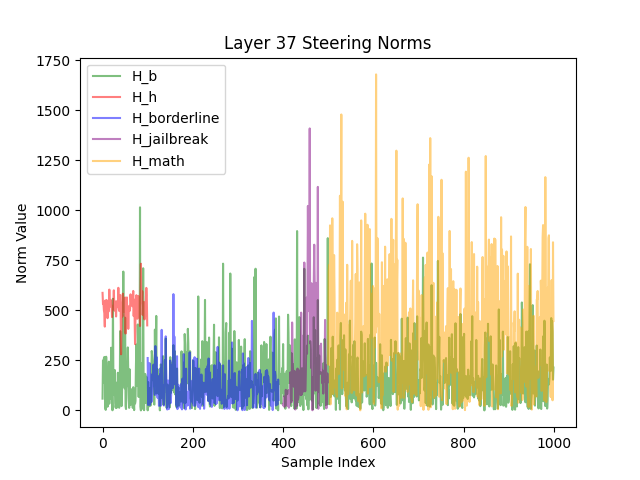 Layer 37 Steering Norms
1750
1500
1250
1000
750
500
250
0
Norm Value
H_b
H_h
H_borderline
H_jailbreak
H_math
0 200 400 600 800 1000
Sample Index